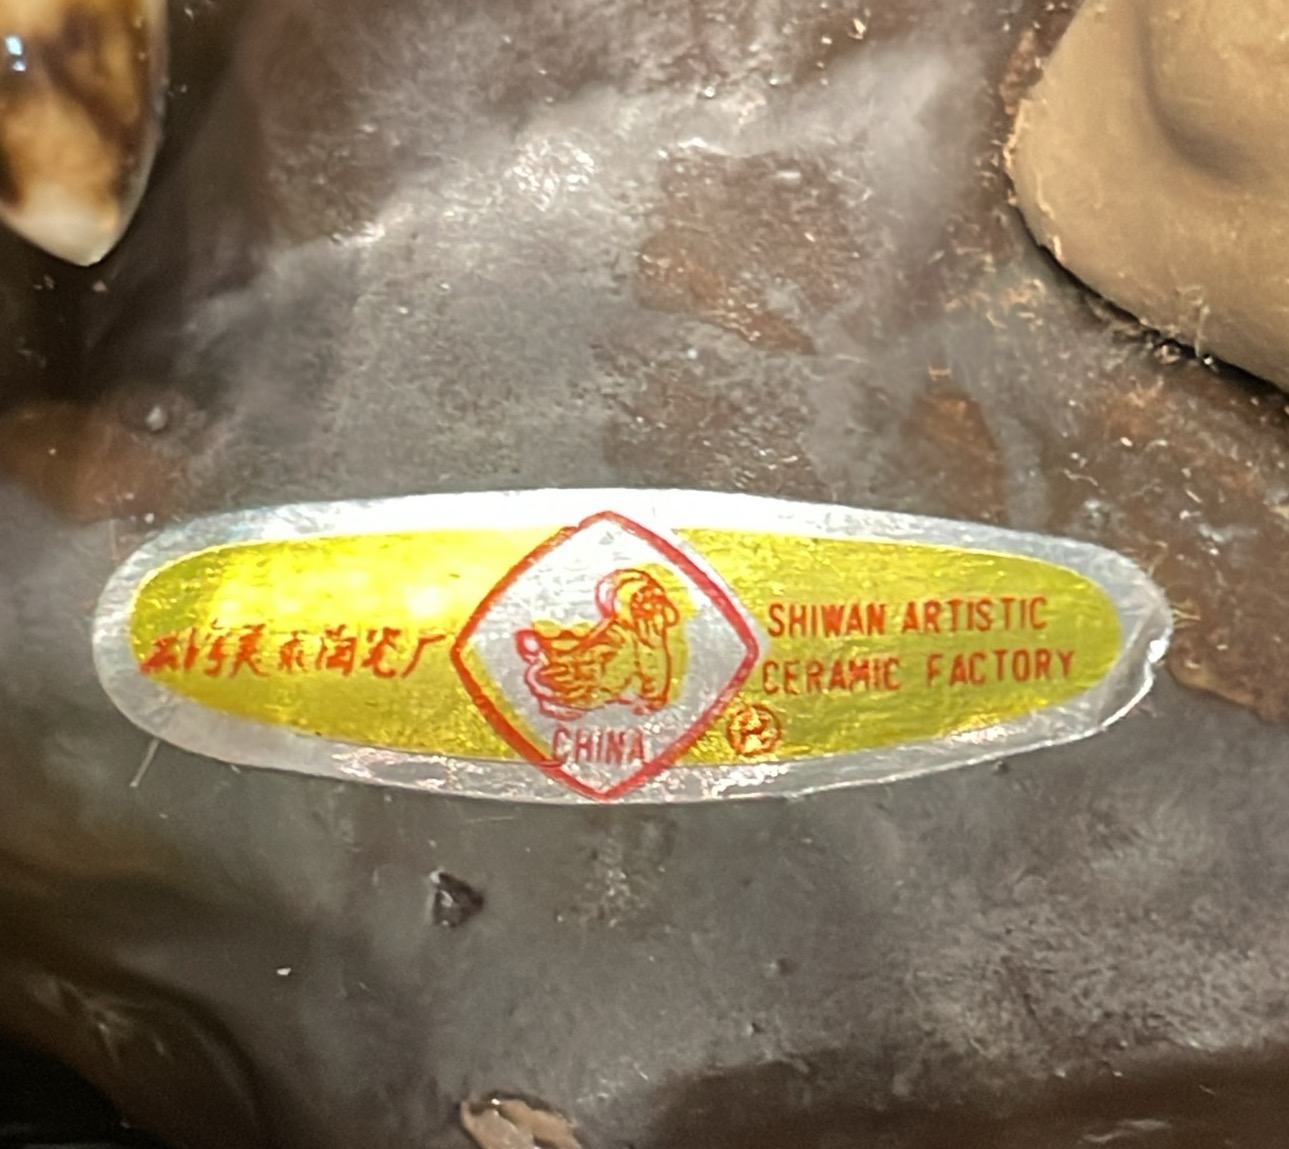 石湾美术陶瓷厂
CHINA
SHIWAN ARTISTIC
CERAMIC FACTORY
®